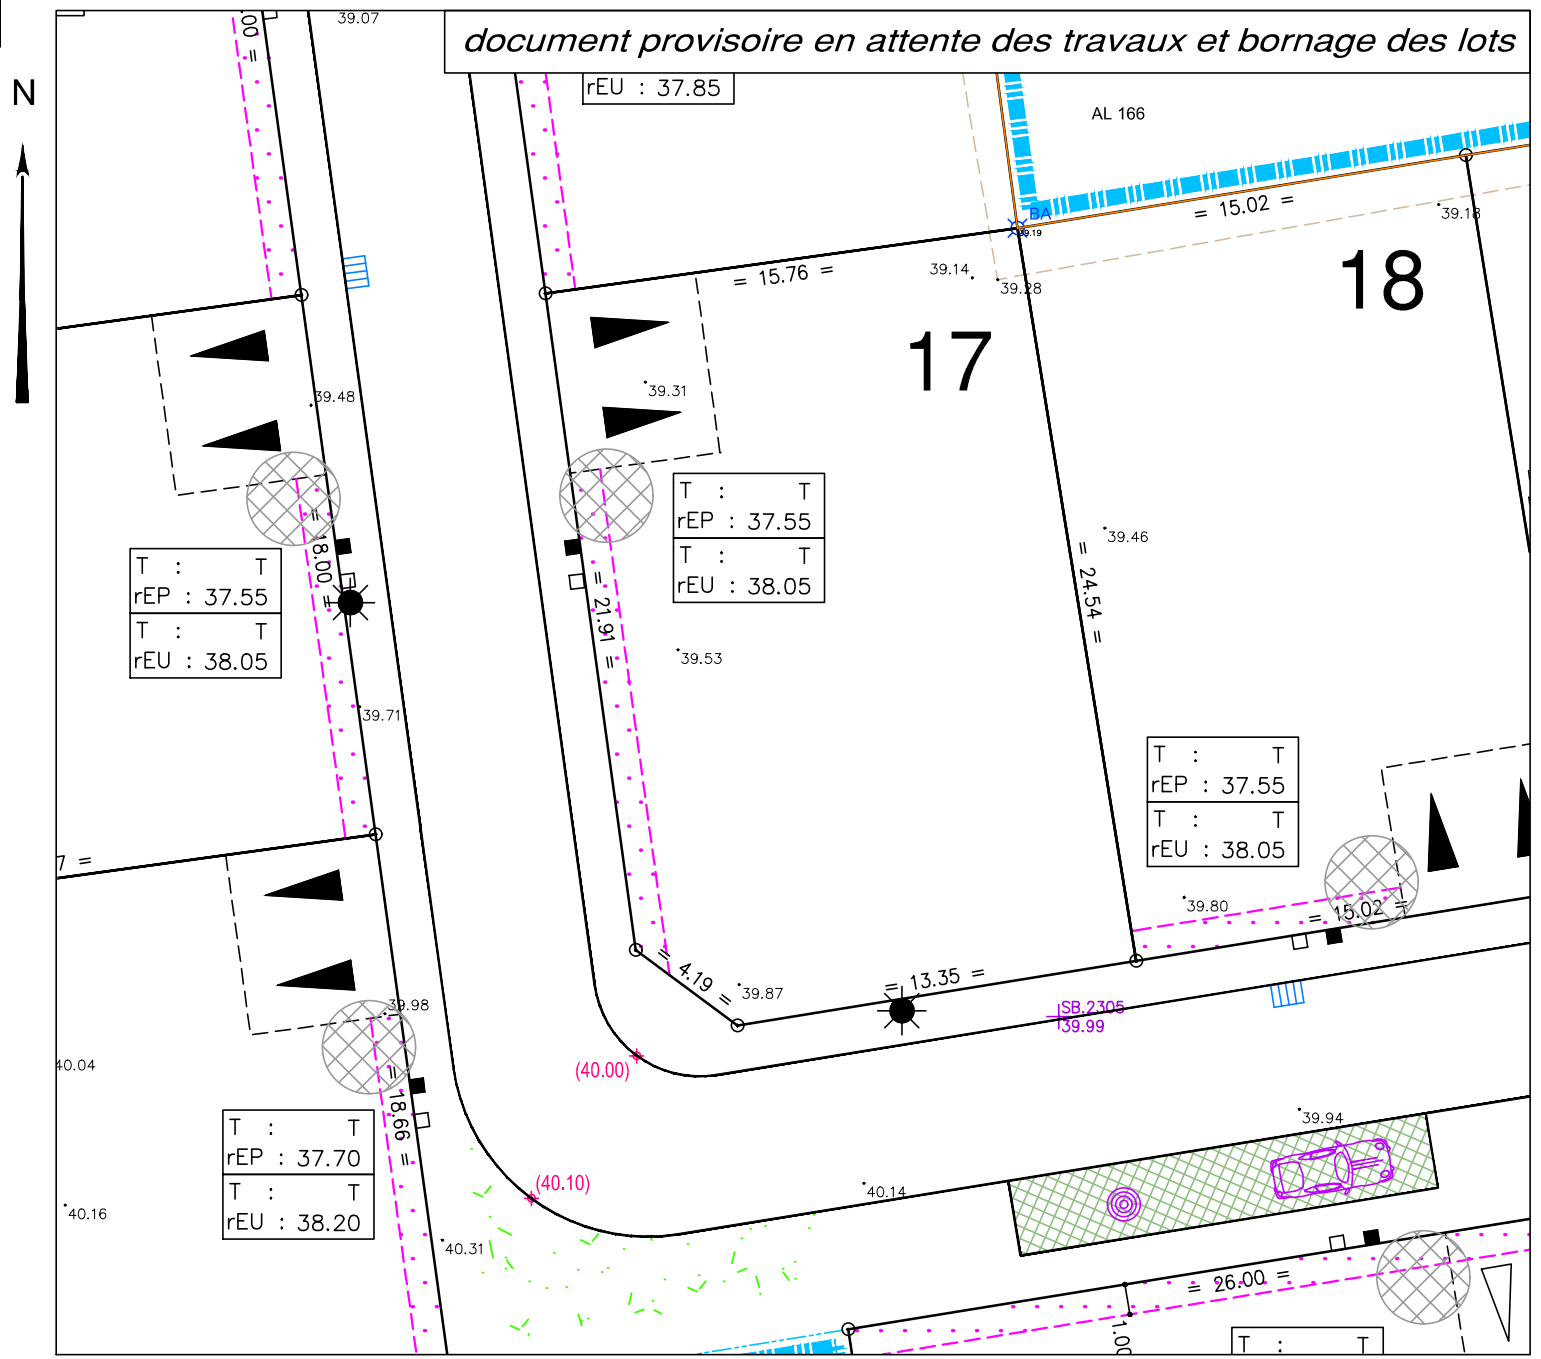 document provisoire en attente des travaux et bornage des lots
39.07
.00 =
rEU : 37.85
N
AL 166
BA
39.19
= 15.02 =
39.18
18
= 15.76 =
39.14
39.28
17
39.31
39.48
T : T
rEP : 37.55
T : T
rEU : 38.05
= 18.00 =
39.46
T : T
rEP : 37.55
T : T
rEU : 38.05
= 21.91 =
= 24.54 =
39.53
39.71
T : T
rEP : 37.55
T : T
rEU : 38.05
7 =
39.80
= 15.02 =
= 4.19 =
39.87
= 13.35 =
39.98
SB.2305
39.99
40.04
(40.00)
= 18.66 =
T : T
rEP : 37.70
T : T
rEU : 38.20
39.94
(40.10)
40.14
40.16
40.31
= 26.00 =
1.00
T : T